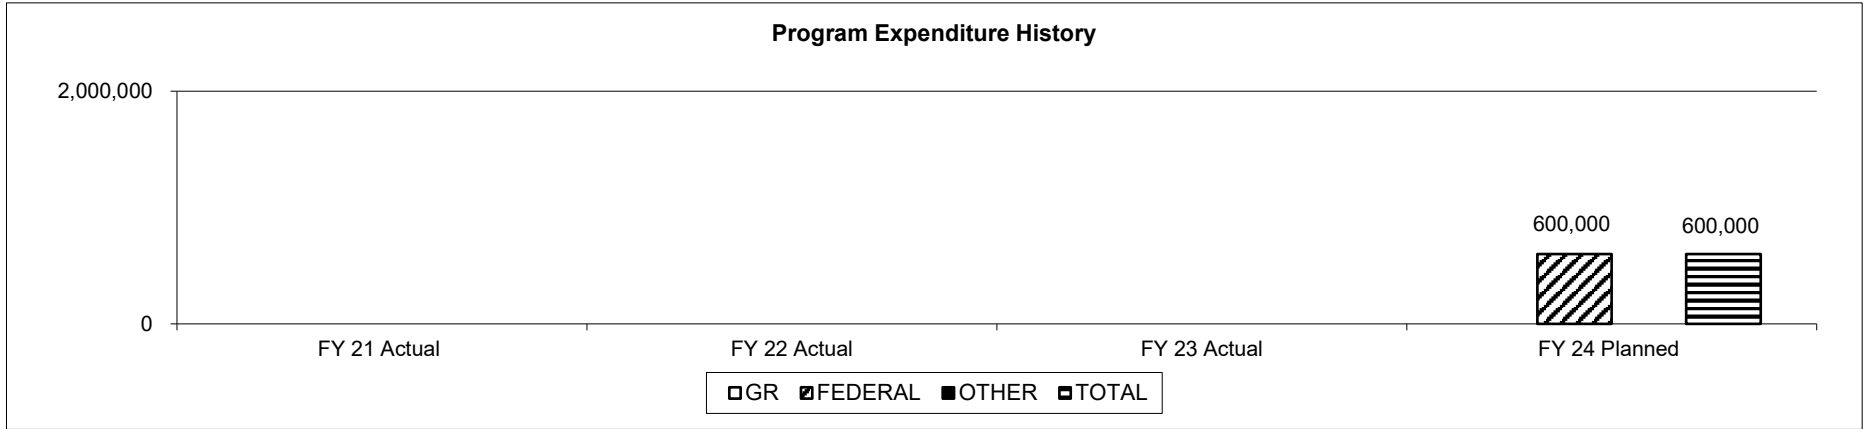 Program Expenditure History
2,000,000
600,000 600,000
0
FY 21 Actual FY 22 Actual FY 23 Actual FY 24 Planned
GR FEDERAL OTHER TOTAL